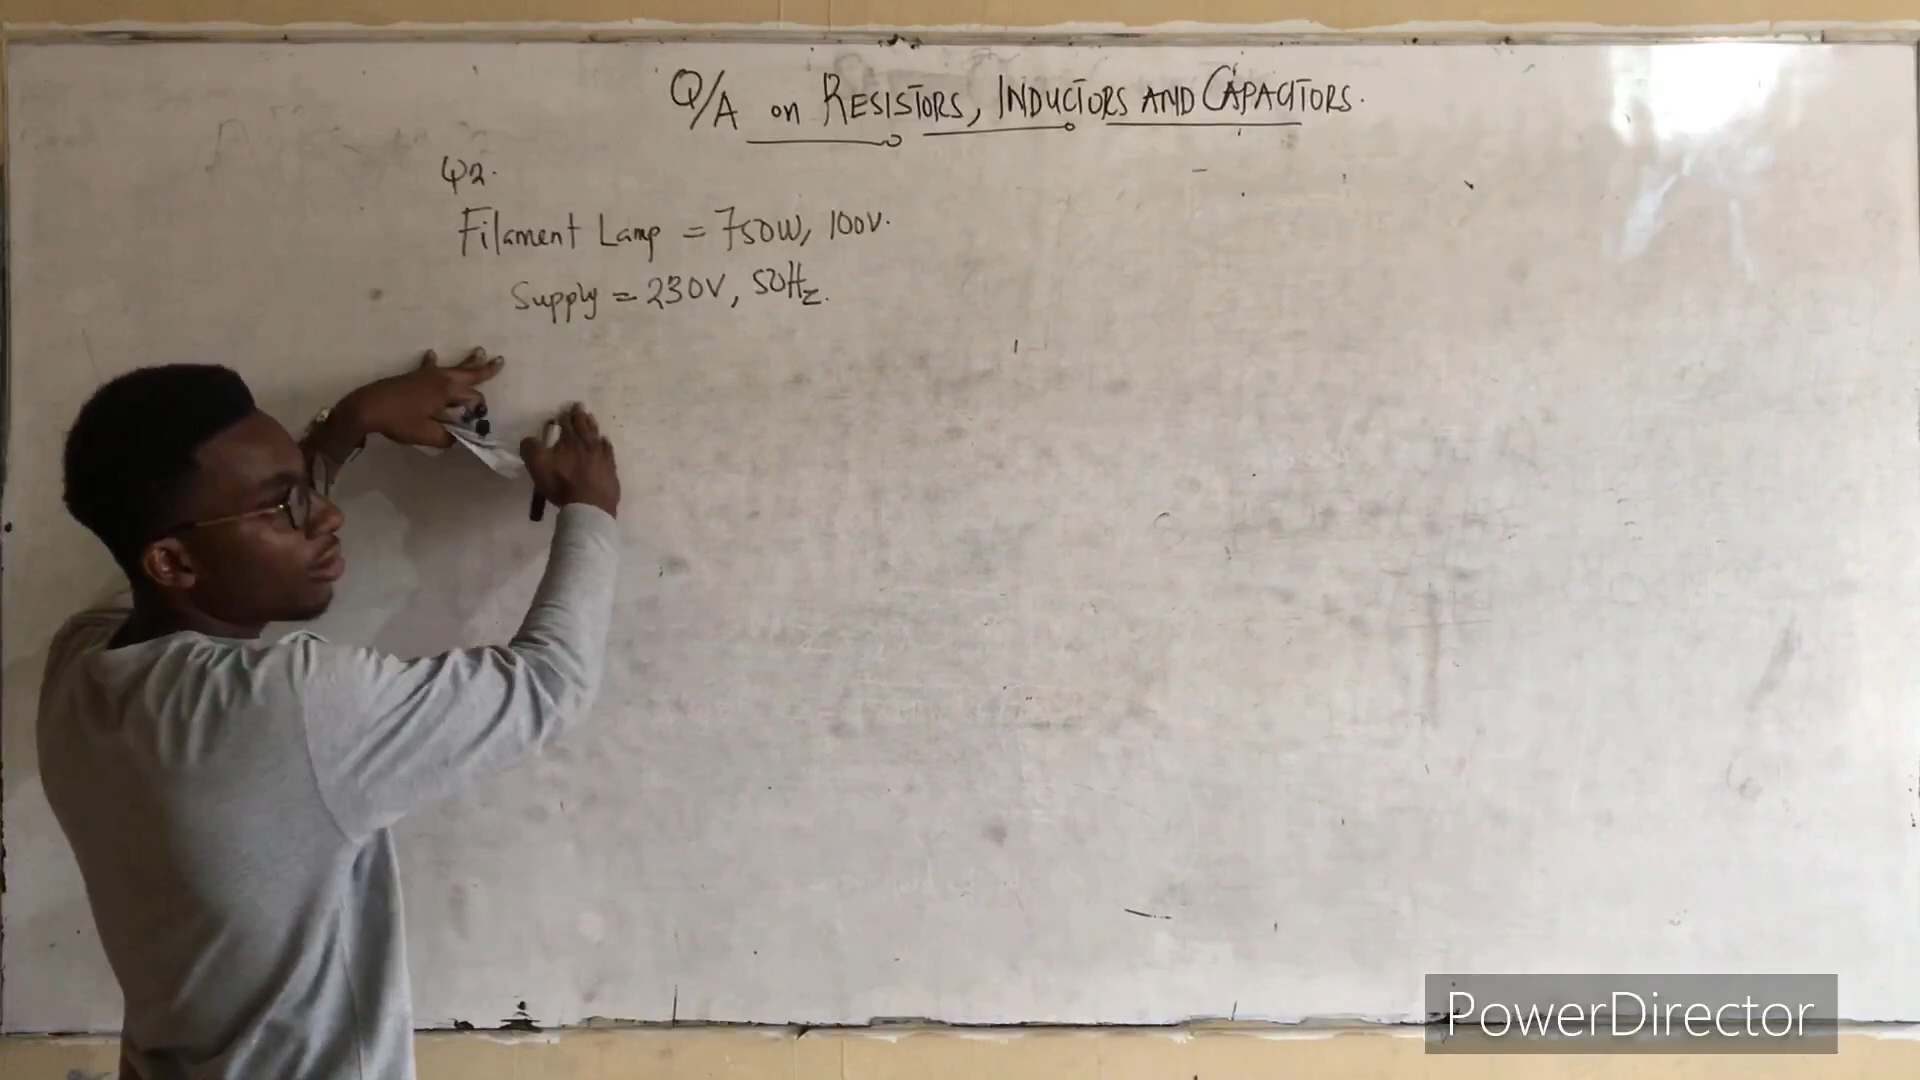 Q/A on RESISTORS, INDUCTORS AND CAPACITORS.
Q2.
Filament Lamp = 750W, 100V.
Supply = 230V, 50Hz.
PowerDirector